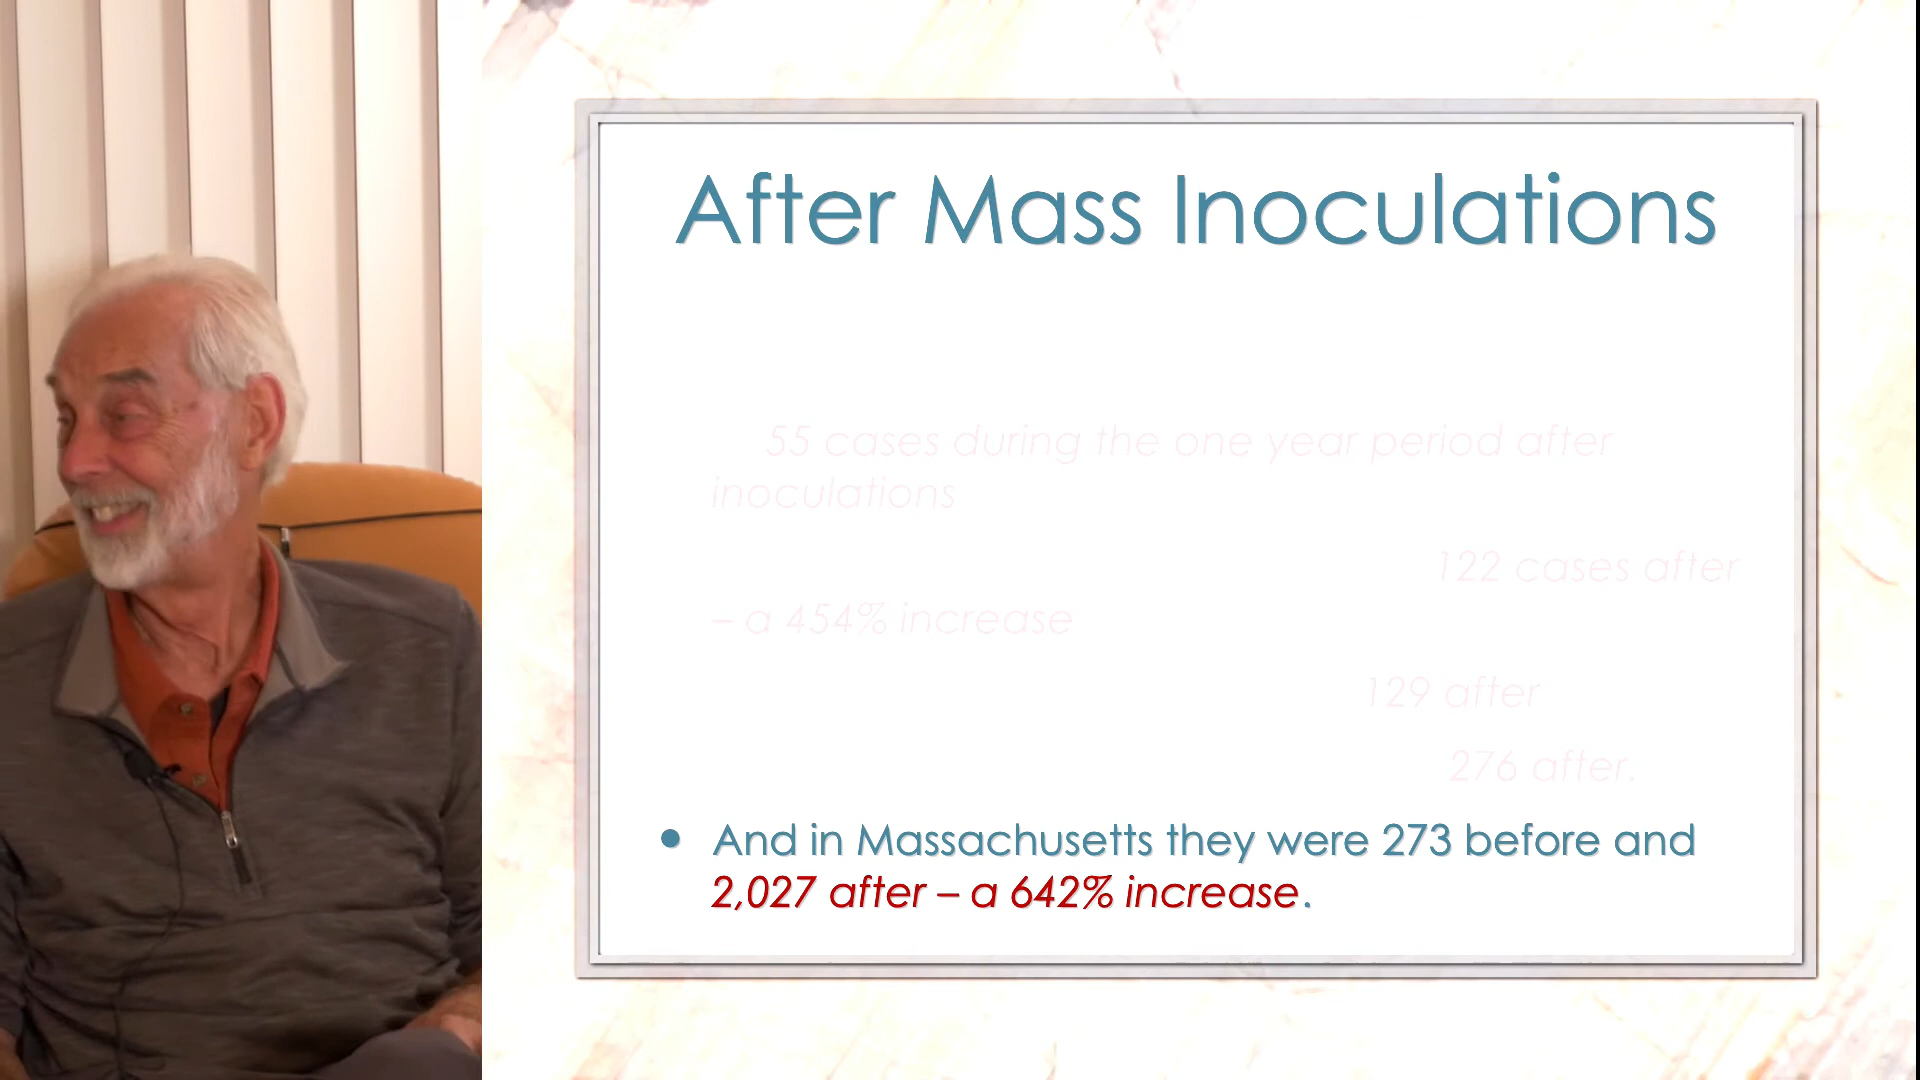 After Mass Inoculations
55 cases during the one year period after
inoculations
122 cases after
– a 454% increase
129 after
276 after.
• And in Massachusetts they were 273 before and
2,027 after – a 642% increase.